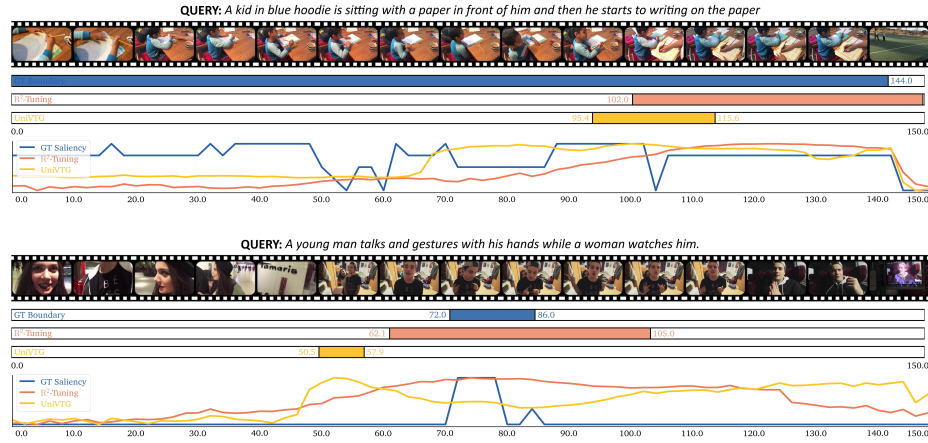 QUERY: A kid in blue hoodie is sitting with a paper in front of him and then he starts to writing on the paper
GT Boundary 144.0
R²-Tuning 102.0
UniVTG 95.4 115.6
0.0 150.0
GT Saliency
R²-Tuning
UniVTG
0.0 10.0 20.0 30.0 40.0 50.0 60.0 70.0 80.0 90.0 100.0 110.0 120.0 130.0 140.0 150.0
QUERY: A young man talks and gestures with his hands while a woman watches him.
Tamaris
GT Boundary 72.0 86.0
R²-Tuning 62.1 105.0
UniVTG 50.5 57.9
0.0 150.0
GT Saliency
R²-Tuning
UniVTG
0.0 10.0 20.0 30.0 40.0 50.0 60.0 70.0 80.0 90.0 100.0 110.0 120.0 130.0 140.0 150.0